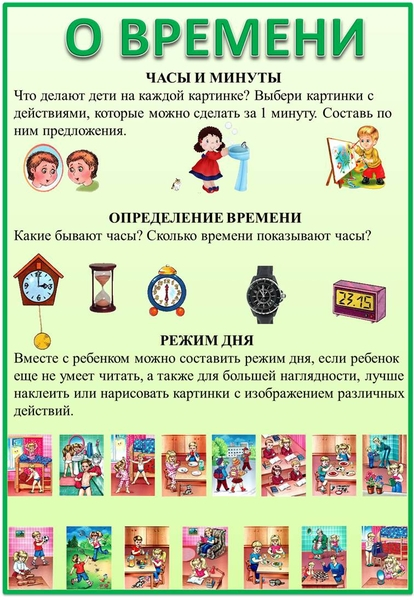 О ВРЕМЕНИ
ЧАСЫ И МИНУТЫ
Что делают дети на каждой картинке? Выбери картинки с
действиями, которые можно сделать за 1 минуту. Составь по
ним предложения.
ОПРЕДЕЛЕНИЕ ВРЕМЕНИ
Какие бывают часы? Сколько времени показывают часы?
23:15
РЕЖИМ ДНЯ
Вместе с ребенком можно составить режим дня, если ребенок
еще не умеет читать, а также для большей наглядности, лучше
наклеить или нарисовать картинки с изображением различных
действий.